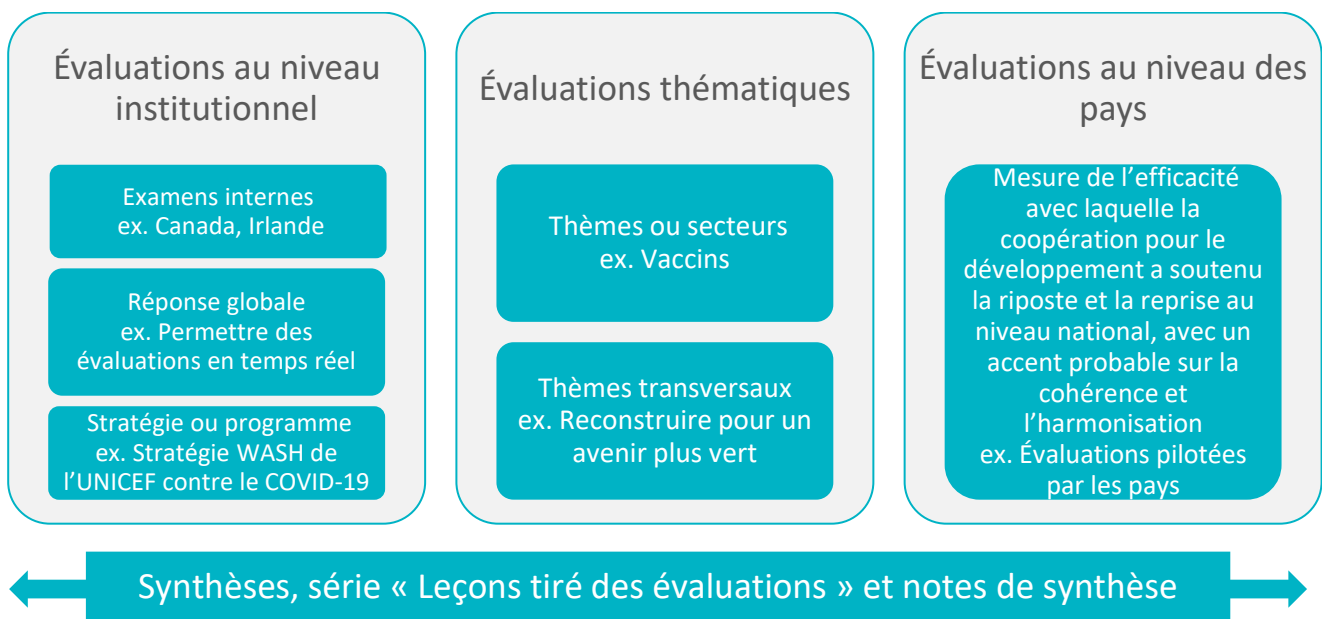 Évaluations au niveau
institutionnel
Examens internes
ex. Canada, Irlande
Réponse globale
ex. Permettre des
évaluations en temps réel
Stratégie ou programme
ex. Stratégie WASH de
l’UNICEF contre le COVID-19
Évaluations thématiques
Thèmes ou secteurs
ex. Vaccins
Thèmes transversaux
ex. Reconstruire pour un
avenir plus vert
Évaluations au niveau des
pays
Mesure de l’efficacité
avec laquelle la
coopération pour le
développement a soutenu
la riposte et la reprise au
niveau national, avec un
accent probable sur la
cohérence et
l’harmonisation
ex. Évaluations pilotées
par les pays
Synthèses, série « Leçons tiré des évaluations » et notes de synthèse